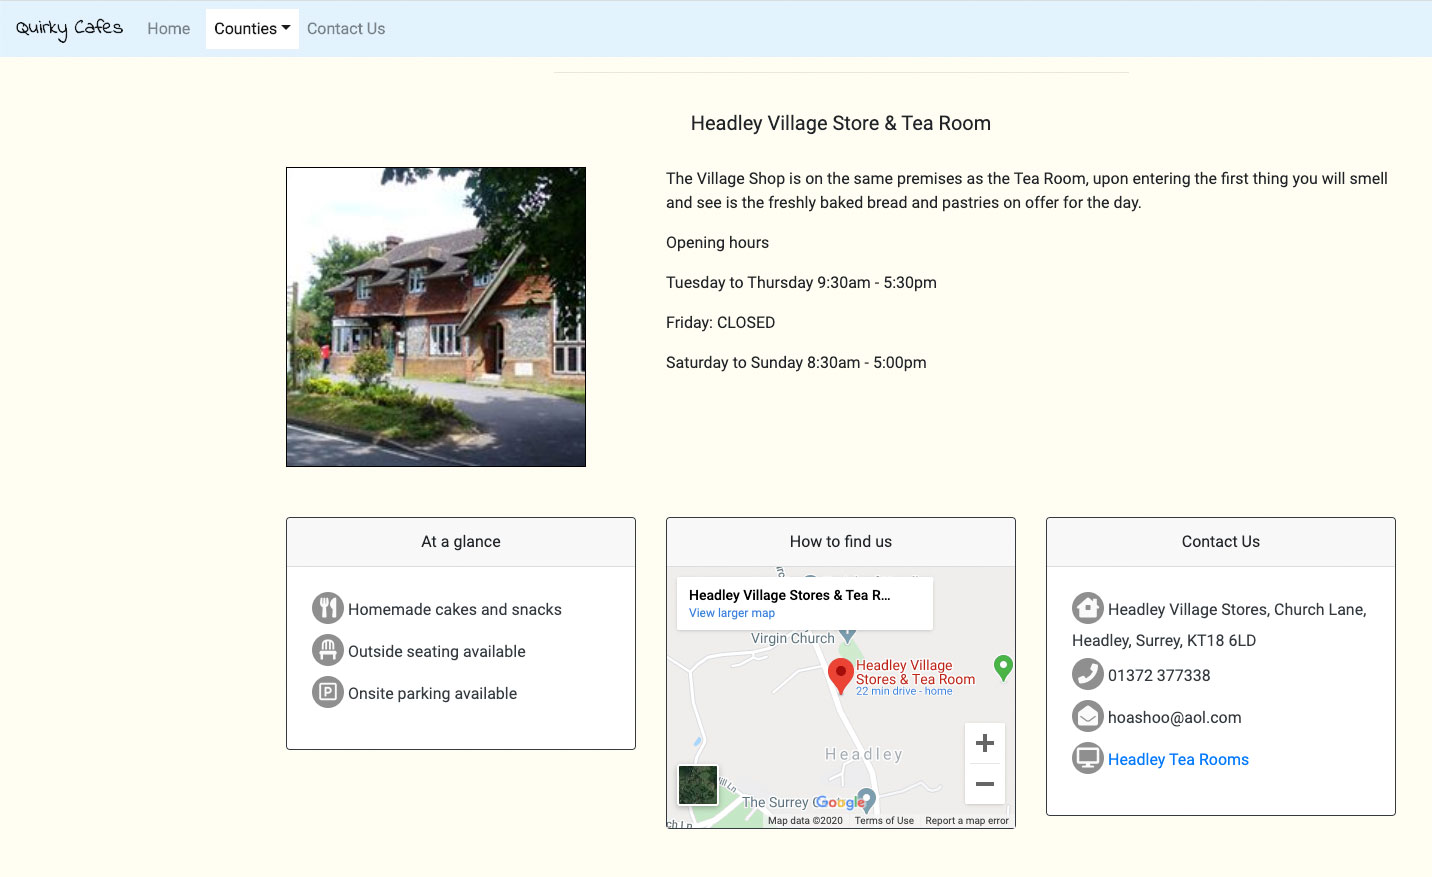 Quirky Cafes Home Counties Contact Us
Headley Village Store & Tea Room
The Village Shop is on the same premises as the Tea Room, upon entering the first thing you will smell
and see is the freshly baked bread and pastries on offer for the day.
Opening hours
Tuesday to Thursday 9:30am - 5:30pm
Friday: CLOSED
Saturday to Sunday 8:30am - 5:00pm
At a glance
Homemade cakes and snacks
Outside seating available
P Onsite parking available
How to find us
Headley Village Stores & Tea R...
View larger map
Virgin Church
Headley Village
Stores & Tea Room
22 min drive - home
Headley
The Surrey
Google
Map data ©2020 Terms of Use Report a map error
Contact Us
Headley Village Stores, Church Lane,
Headley, Surrey, KT18 6LD
01372 377338
hoashoo@aol.com
Headley Tea Rooms